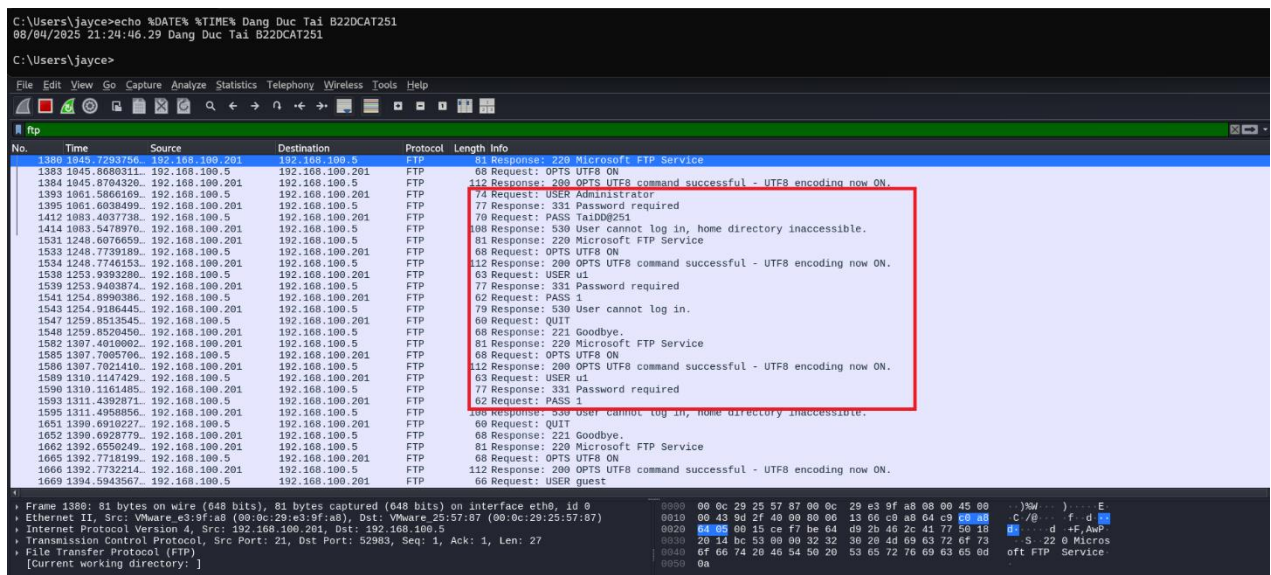 C:\Users\jayce>echo %DATE% %TIME% Dang Duc Tai B22DCAT251
08/04/2025 21:24:46.29 Dang Duc Tai B22DCAT251
C:\Users\jayce>
File Edit View Go Capture Analyze Statistics Telephony Wireless Tools Help
ftp
No. Time Source Destination Protocol Length Info
1380 1045.7293756… 192.168.100.201 192.168.100.5 FTP 81 Response: 220 Microsoft FTP Service
1383 1045.8680311… 192.168.100.5 192.168.100.201 FTP 68 Request: OPTS UTF8 ON
1384 1045.8704320… 192.168.100.201 192.168.100.5 FTP 112 Response: 200 OPTS UTF8 command successful - UTF8 encoding now ON.
1393 1061.5866169… 192.168.100.5 192.168.100.201 FTP 74 Request: USER Administrator
1395 1061.6038499… 192.168.100.201 192.168.100.5 FTP 77 Response: 331 Password required
1412 1083.4037738… 192.168.100.5 192.168.100.201 FTP 70 Request: PASS TaiDD@251
1414 1083.5478970… 192.168.100.201 192.168.100.5 FTP 108 Response: 530 User cannot log in, home directory inaccessible.
1531 1248.6076659… 192.168.100.201 192.168.100.5 FTP 81 Response: 220 Microsoft FTP Service
1533 1248.7739189… 192.168.100.5 192.168.100.201 FTP 68 Request: OPTS UTF8 ON
1534 1248.7746153… 192.168.100.201 192.168.100.5 FTP 112 Response: 200 OPTS UTF8 command successful - UTF8 encoding now ON.
1538 1253.9393280… 192.168.100.5 192.168.100.201 FTP 63 Request: USER u1
1539 1253.9403874… 192.168.100.201 192.168.100.5 FTP 77 Response: 331 Password required
1541 1254.8990386… 192.168.100.5 192.168.100.201 FTP 62 Request: PASS 1
1543 1254.9186445… 192.168.100.201 192.168.100.5 FTP 79 Response: 530 User cannot log in.
1547 1259.8513545… 192.168.100.5 192.168.100.201 FTP 60 Request: QUIT
1548 1259.8520450… 192.168.100.201 192.168.100.5 FTP 68 Response: 221 Goodbye.
1582 1307.4010002… 192.168.100.201 192.168.100.5 FTP 81 Response: 220 Microsoft FTP Service
1585 1307.7005706… 192.168.100.5 192.168.100.201 FTP 68 Request: OPTS UTF8 ON
1586 1307.7021410… 192.168.100.201 192.168.100.5 FTP 112 Response: 200 OPTS UTF8 command successful - UTF8 encoding now ON.
1589 1310.1147429… 192.168.100.5 192.168.100.201 FTP 63 Request: USER u1
1590 1310.1161485… 192.168.100.201 192.168.100.5 FTP 77 Response: 331 Password required
1593 1311.4392871… 192.168.100.5 192.168.100.201 FTP 62 Request: PASS 1
1595 1311.4958856… 192.168.100.201 192.168.100.5 FTP 108 Response: 530 User cannot log in, home directory inaccessible.
1651 1390.6910227… 192.168.100.5 192.168.100.201 FTP 60 Request: QUIT
1652 1390.6928779… 192.168.100.201 192.168.100.5 FTP 68 Response: 221 Goodbye.
1662 1392.6550249… 192.168.100.201 192.168.100.5 FTP 81 Response: 220 Microsoft FTP Service
1665 1392.7718199… 192.168.100.5 192.168.100.201 FTP 68 Request: OPTS UTF8 ON
1666 1392.7732214… 192.168.100.201 192.168.100.5 FTP 112 Response: 200 OPTS UTF8 command successful - UTF8 encoding now ON.
1669 1394.5943567… 192.168.100.5 192.168.100.201 FTP 66 Request: USER guest
Frame 1380: 81 bytes on wire (648 bits), 81 bytes captured (648 bits) on interface eth0, id 0
Ethernet II, Src: VMware_e3:9f:a8 (00:0c:29:e3:9f:a8), Dst: VMware_25:57:87 (00:0c:29:25:57:87)
Internet Protocol Version 4, Src: 192.168.100.201, Dst: 192.168.100.5
Transmission Control Protocol, Src Port: 21, Dst Port: 52983, Seq: 1, Ack: 1, Len: 27
File Transfer Protocol (FTP)
[Current working directory: ]
0000 00 0c 29 25 57 87 00 0c 29 e3 9f a8 08 00 45 00 ··)%W··· )·····E·
0010 00 43 9d 2f 40 00 80 06 13 66 c0 a8 64 c9 c0 a8 ·C·/@··· ·f··d···
0020 64 05 00 15 ce f7 be 64 d9 2b 46 2c 41 77 50 18 d······d ·+F,AwP·
0030 20 14 bc 53 00 00 32 32 30 20 4d 69 63 72 6f 73 ··S··22 0 Micros
0040 6f 66 74 20 46 54 50 20 53 65 72 76 69 63 65 0d oft FTP Service·
0050 0a ·